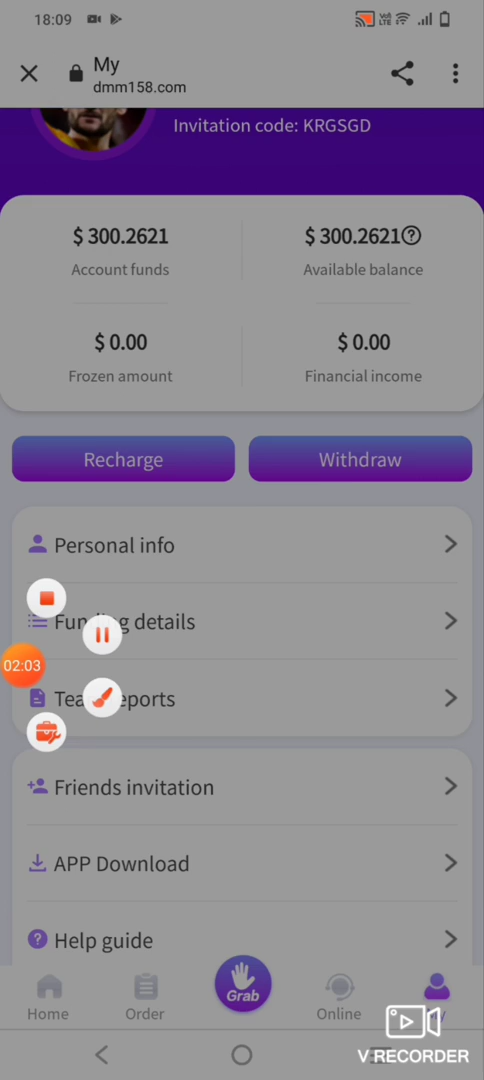 18:09
VoD LTE
My
dmm158.com
Invitation code: KRGSGD
$ 300.2621
$ 300.2621
Account funds
Available balance
$ 0.00
$ 0.00
Frozen amount
Financial income
Recharge
Withdraw
Personal info
Funding details
02:03
Team reports
Friends invitation
APP Download
Help guide
Grab
Home
Order
Online
V RECORDER